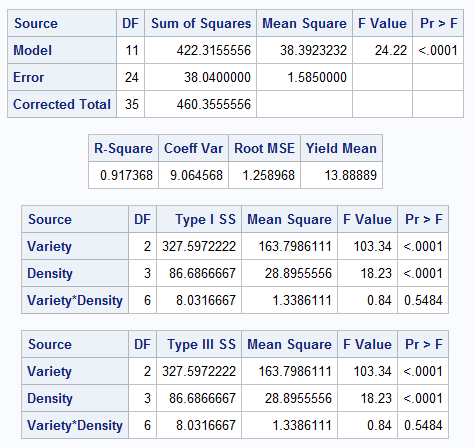 Source DF Sum of Squares Mean Square F Value Pr > F
Model 11 422.3155556 38.3923232 24.22 <.0001
Error 24 38.0400000 1.5850000
Corrected Total 35 460.3555556
R-Square Coeff Var Root MSE Yield Mean
0.917368 9.064568 1.258968 13.88889
Source DF Type I SS Mean Square F Value Pr > F
Variety 2 327.5972222 163.7986111 103.34 <.0001
Density 3 86.6866667 28.8955556 18.23 <.0001
Variety*Density 6 8.0316667 1.3386111 0.84 0.5484
Source DF Type III SS Mean Square F Value Pr > F
Variety 2 327.5972222 163.7986111 103.34 <.0001
Density 3 86.6866667 28.8955556 18.23 <.0001
Variety*Density 6 8.0316667 1.3386111 0.84 0.5484